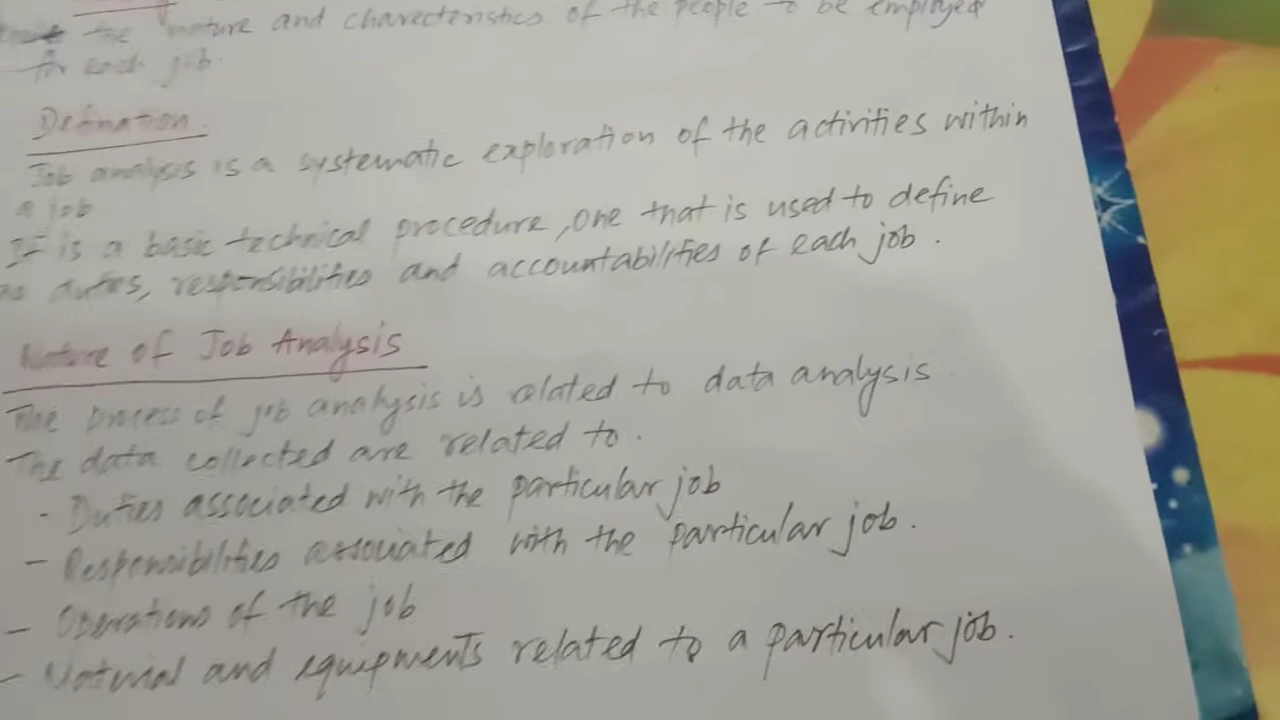 the nature and charecteristics of the people to be employed
for each job.
Defination.
Job analysis is a systematic exploration of the activities within
a job
It is a basic technical procedure, one that is used to define
duties, responsibilities and accountabilities of each job.
Nature of Job Analysis
The process of job analysis is related to data analysis
The data collected are related to.
- Duties associated with the particular job
- Responsibilities associated with the particular job.
- Operations of the job
- Material and equipments related to a particular job.